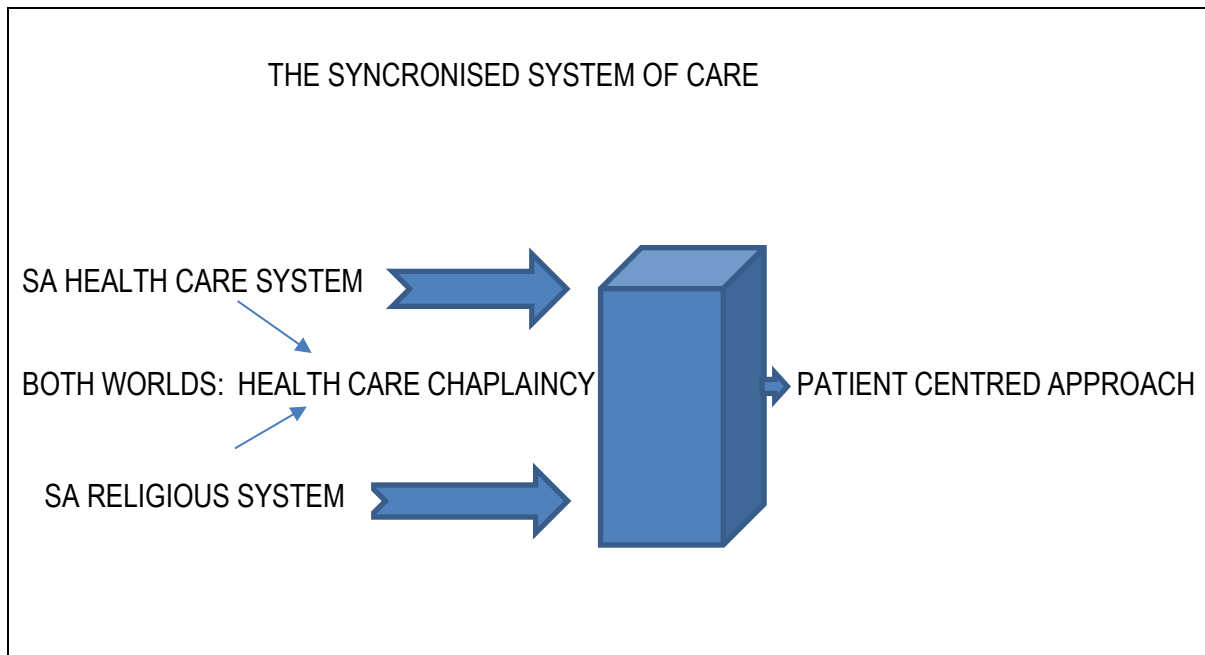 THE SYNCRONISED SYSTEM OF CARE
SA HEALTH CARE SYSTEM
BOTH WORLDS: HEALTH CARE CHAPLAINCY
PATIENT CENTRED APPROACH
SA RELIGIOUS SYSTEM